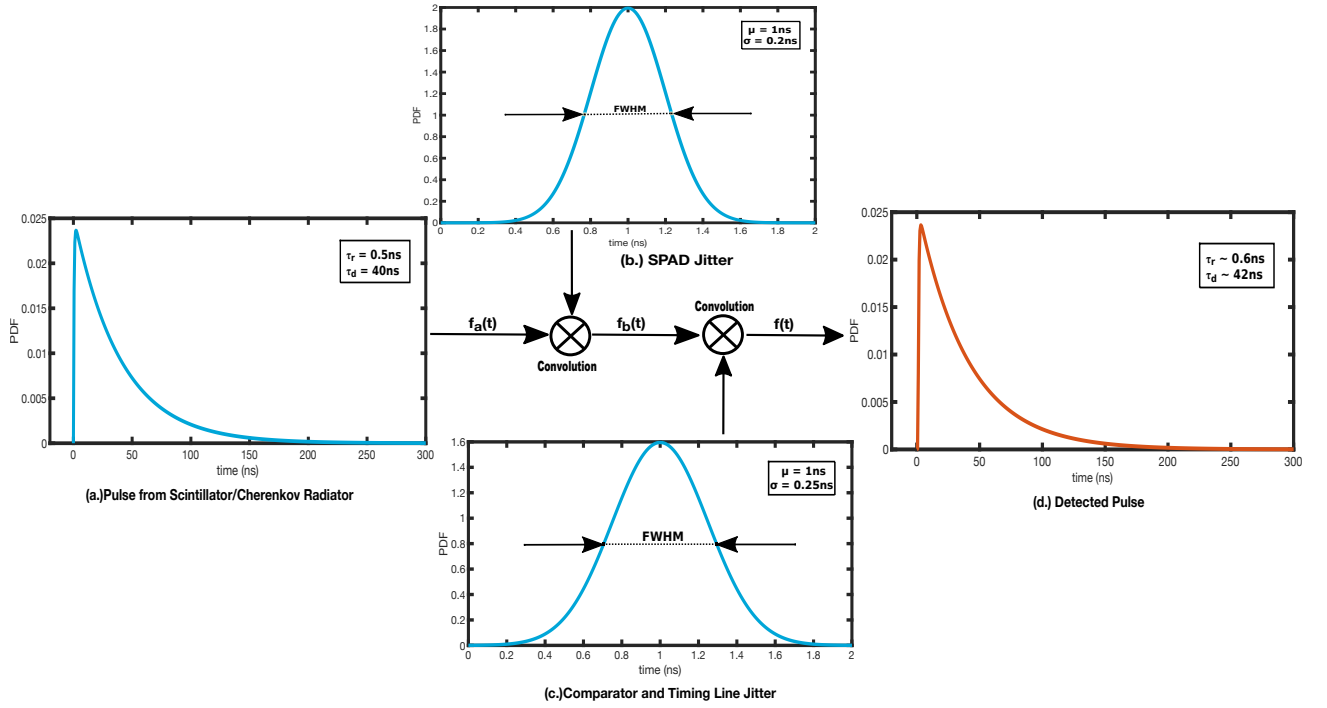 2
1.8
1.6
1.4
1.2
1
0.8
0.6
0.4
0.2
0
PDF
μ = 1ns
σ = 0.2ns
FWHM
0 0.2 0.4 0.6 0.8 1 1.2 1.4 1.6 1.8 2
time (ns)
(b.) SPAD Jitter
0.025
0.02
0.015
0.01
0.005
0
PDF
τr = 0.5ns
τd = 40ns
0 50 100 150 200 250 300
time (ns)
(a.)Pulse from Scintillator/Cherenkov Radiator
fa(t)
Convolution
fb(t)
Convolution
f(t)
1.6
1.4
1.2
1
0.8
0.6
0.4
0.2
0
PDF
μ = 1ns
σ = 0.25ns
FWHM
0 0.2 0.4 0.6 0.8 1 1.2 1.4 1.6 1.8 2
time (ns)
(c.)Comparator and Timing Line Jitter
0.025
0.02
0.015
0.01
0.005
0
PDF
τr ~ 0.6ns
τd ~ 42ns
0 50 100 150 200 250 300
time (ns)
(d.) Detected Pulse